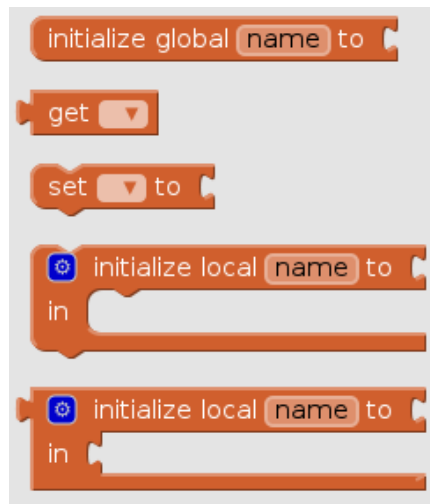 initialize global name to
get
set to
initialize local name to
in
initialize local name to
in